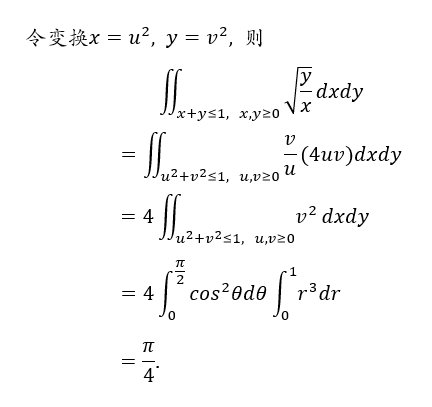 令变换x = u², y = v², 则
∬_{x+y≤1, x,y≥0} √(y/x) dxdy
= ∬_{u²+v²≤1, u,v≥0} v/u (4uv)dxdy
= 4 ∬_{u²+v²≤1, u,v≥0} v² dxdy
= 4 ∫_0^{π/2} cos²θdθ ∫_0^1 r³dr
= π/4.